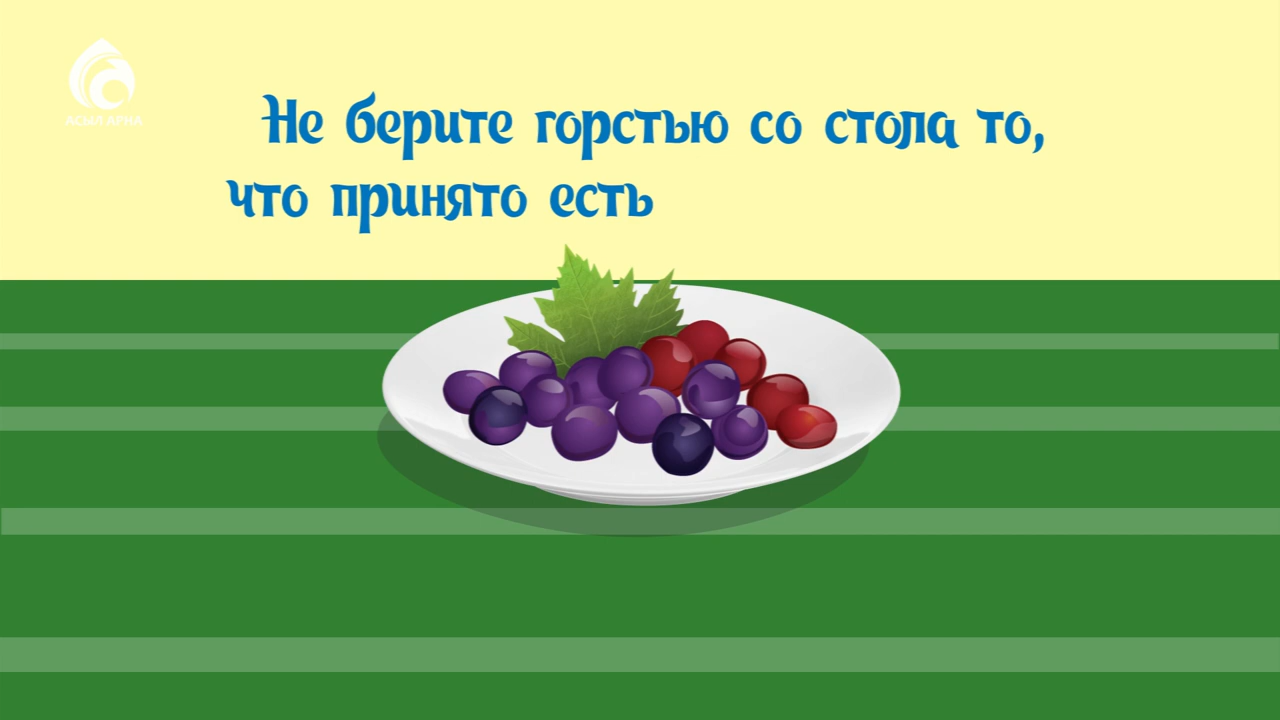 АСЫЛ АРНА
Не берите горстью со стола то,
что принято есть